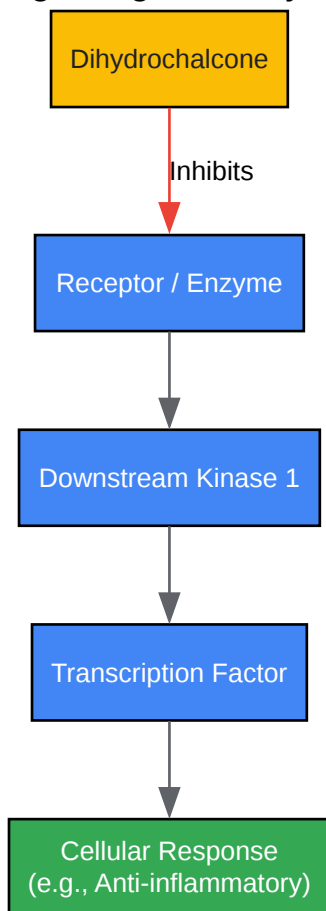 Dihydrochalcone
Inhibits
Receptor / Enzyme
Downstream Kinase 1
Transcription Factor
Cellular Response
(e.g., Anti-inflammatory)